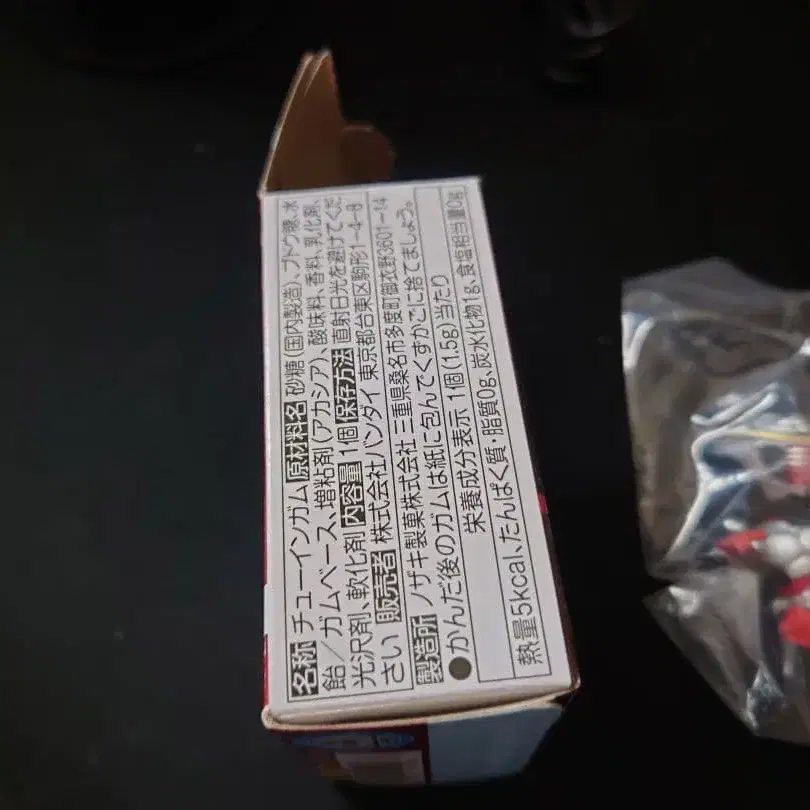 名称 チューインガム 原材料名 砂糖(国内製造)、ブドウ糖、水
飴/ガムベース、増粘剤(アカシア)、酸味料、香料、乳化剤、
光沢剤、軟化剤 内容量 1個 保存方法 直射日光を避けてくだ
さい 販売者 株式会社バンダイ 東京都台東区駒形1-4-8
製造所 ノザキ製菓株式会社 三重県桑名市多度町御衣野3601-14
●かんだ後のガムは紙に包んでくずかごに捨てましょう。
栄養成分表示 1個(1.5g)当たり
熱量5kcal、たんぱく質・脂質0g、炭水化物1g、食塩相当量0g